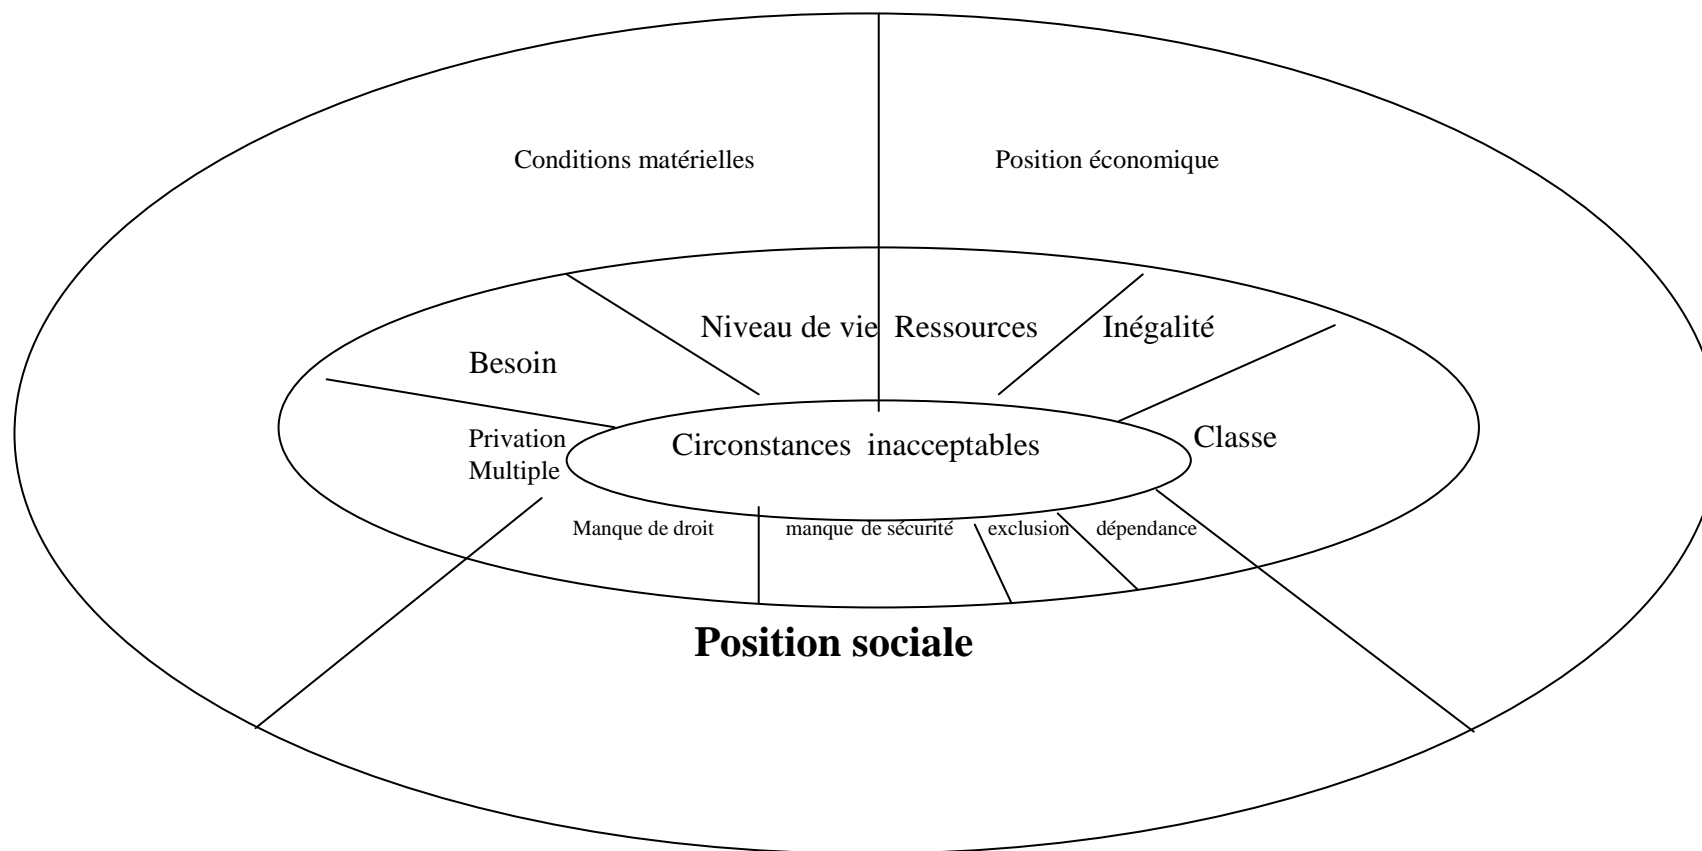 Conditions matérielles
Position économique
Niveau de vie
Ressources
Inégalité
Besoin
Privation
Multiple
Circonstances inacceptables
Classe
Manque de droit
manque de sécurité
exclusion
dépendance
Position sociale